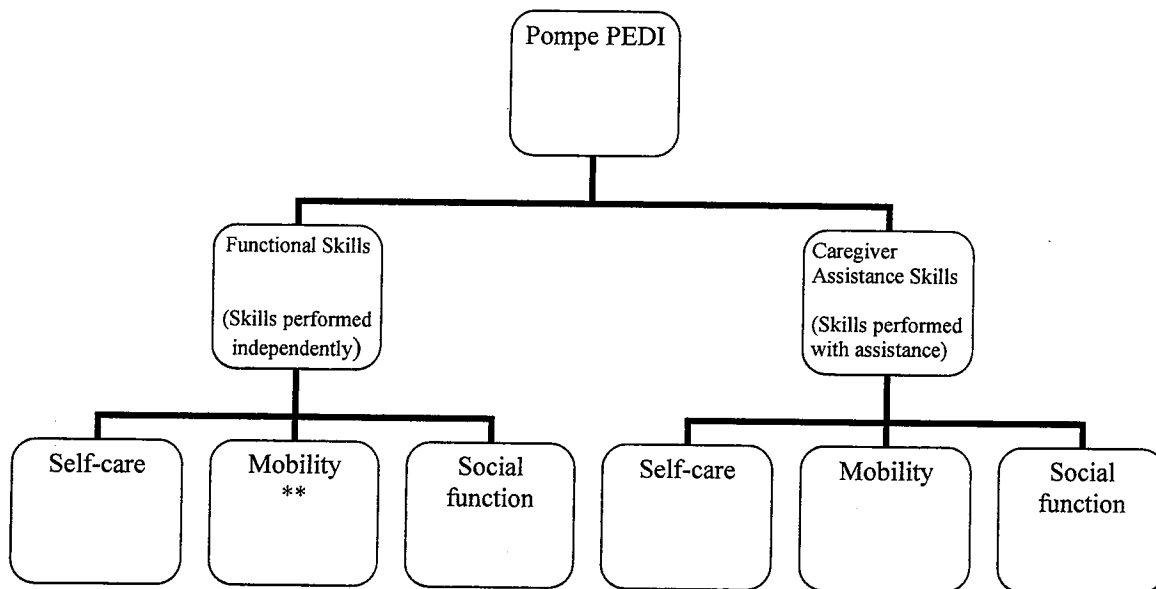 Pompe PEDI
Functional Skills
(Skills performed
independently)
Caregiver
Assistance Skills
(Skills performed
with assistance)
Self-care
Mobility
**
Social
function
Self-care
Mobility
Social
function